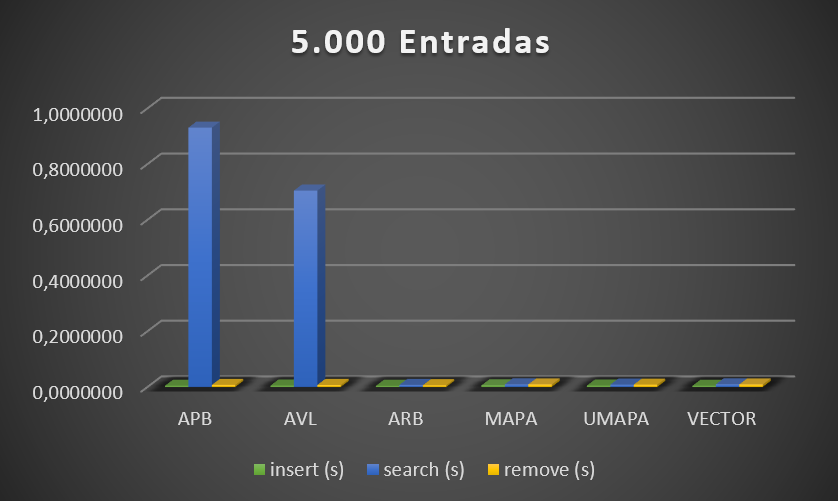 5.000 Entradas
1,0000000
0,8000000
0,6000000
0,4000000
0,2000000
0,0000000
APB AVL ARB MAPA UMAPA VECTOR
insert (s) search (s) remove (s)